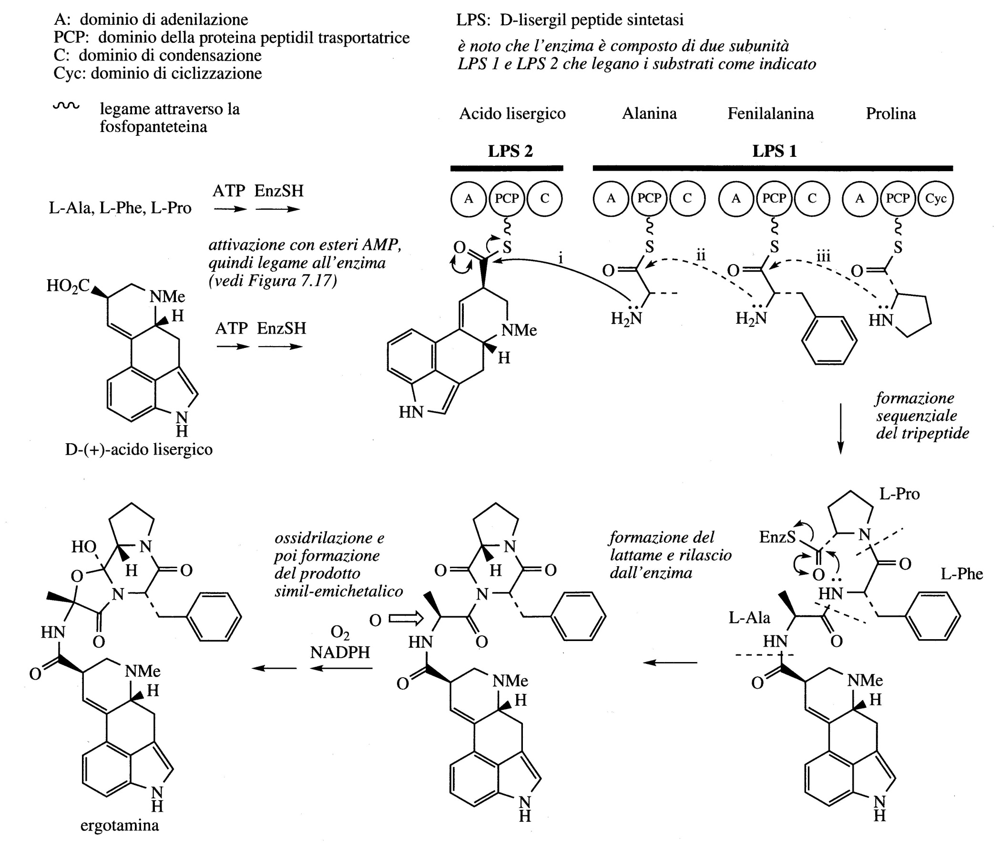 A: dominio di adenilazione
PCP: dominio della proteina peptidil trasportatrice
C: dominio di condensazione
Cyc: dominio di ciclizzazione
legame attraverso la
fosfopanteteina
LPS: D-lisergil peptide sintetasi
è noto che l'enzima è composto di due subunità
LPS 1 e LPS 2 che legano i substrati come indicato
Acido lisergico Alanina Fenilalanina Prolina
LPS 2 LPS 1
A PCP C A PCP C A PCP C A PCP Cyc
L-Ala, L-Phe, L-Pro
ATP EnzSH
attivazione con esteri AMP,
quindi legame all'enzima
(vedi Figura 7.17)
ATP EnzSH
HO2C
NMe
H
N
H
D-(+)-acido lisergico
O S
i
NMe
H
HN
S
O
H2N
ii
S
O
H2N
iii
S
O
HN
formazione
sequenziale
del tripeptide
L-Pro
EnzS
N
O
O
L-Phe
HN
L-Ala
HN
O
O
NMe
H
N
H
formazione del
lattame e rilascio
dall'enzima
N
O H O
N
O
HN
O
O
NMe
H
N
H
ossidrilazione e
poi formazione
del prodotto
simil-emichetalico
O2
NADPH
HO
N
O H O
N
HN
O
O
NMe
H
N
H
ergotamina